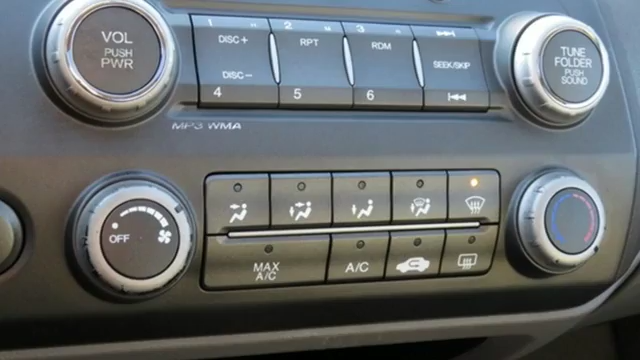 VOL
PUSH
PWR
1 2 3
DISC+ RPT RDM
DISC−
SEEK/SKIP
4 5 6
TUNE
FOLDER
PUSH
SOUND
MP3 WMA
OFF
MAX
A/C
A/C